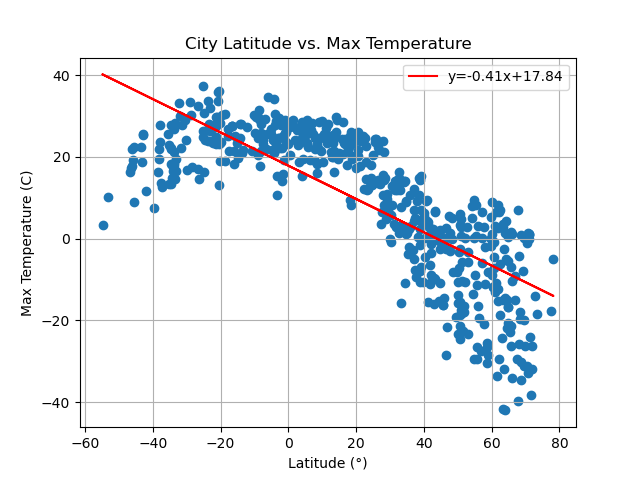 City Latitude vs. Max Temperature
y=-0.41x+17.84
Max Temperature (C)
40
20
0
−20
−40
−60 −40 −20 0 20 40 60 80
Latitude (°)